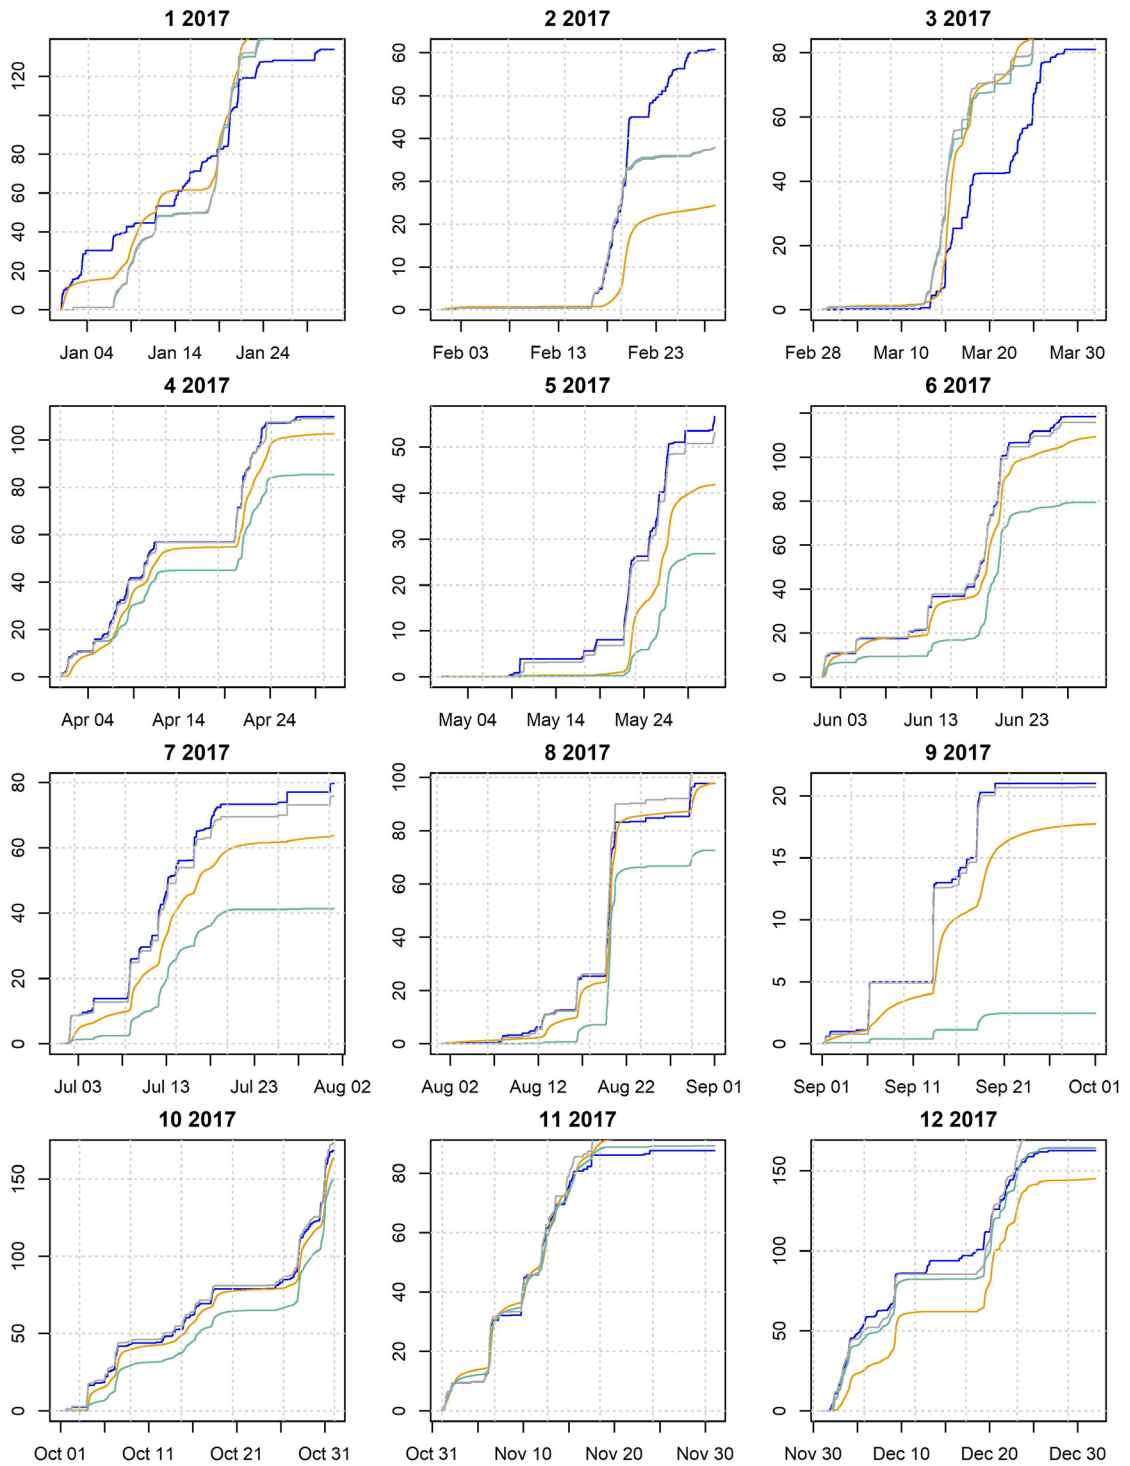 1 2017
2 2017
3 2017
0
20
40
60
80
120
Jan 04
Jan 14
Jan 24
0
10
20
30
40
50
60
Feb 03
Feb 13
Feb 23
0
20
40
60
80
Feb 28
Mar 10
Mar 20
Mar 30
4 2017
5 2017
6 2017
0
20
40
60
80
100
Apr 04
Apr 14
Apr 24
0
10
20
30
40
50
May 04
May 14
May 24
0
20
40
60
80
100
Jun 03
Jun 13
Jun 23
7 2017
8 2017
9 2017
0
20
40
60
80
Jul 03
Jul 13
Jul 23
Aug 02
0
20
40
60
80
100
Aug 02
Aug 12
Aug 22
Sep 01
0
5
10
15
20
Sep 01
Sep 11
Sep 21
Oct 01
10 2017
11 2017
12 2017
0
50
100
150
Oct 01
Oct 11
Oct 21
Oct 31
0
20
40
60
80
Oct 31
Nov 10
Nov 20
Nov 30
0
50
100
150
Nov 30
Dec 10
Dec 20
Dec 30